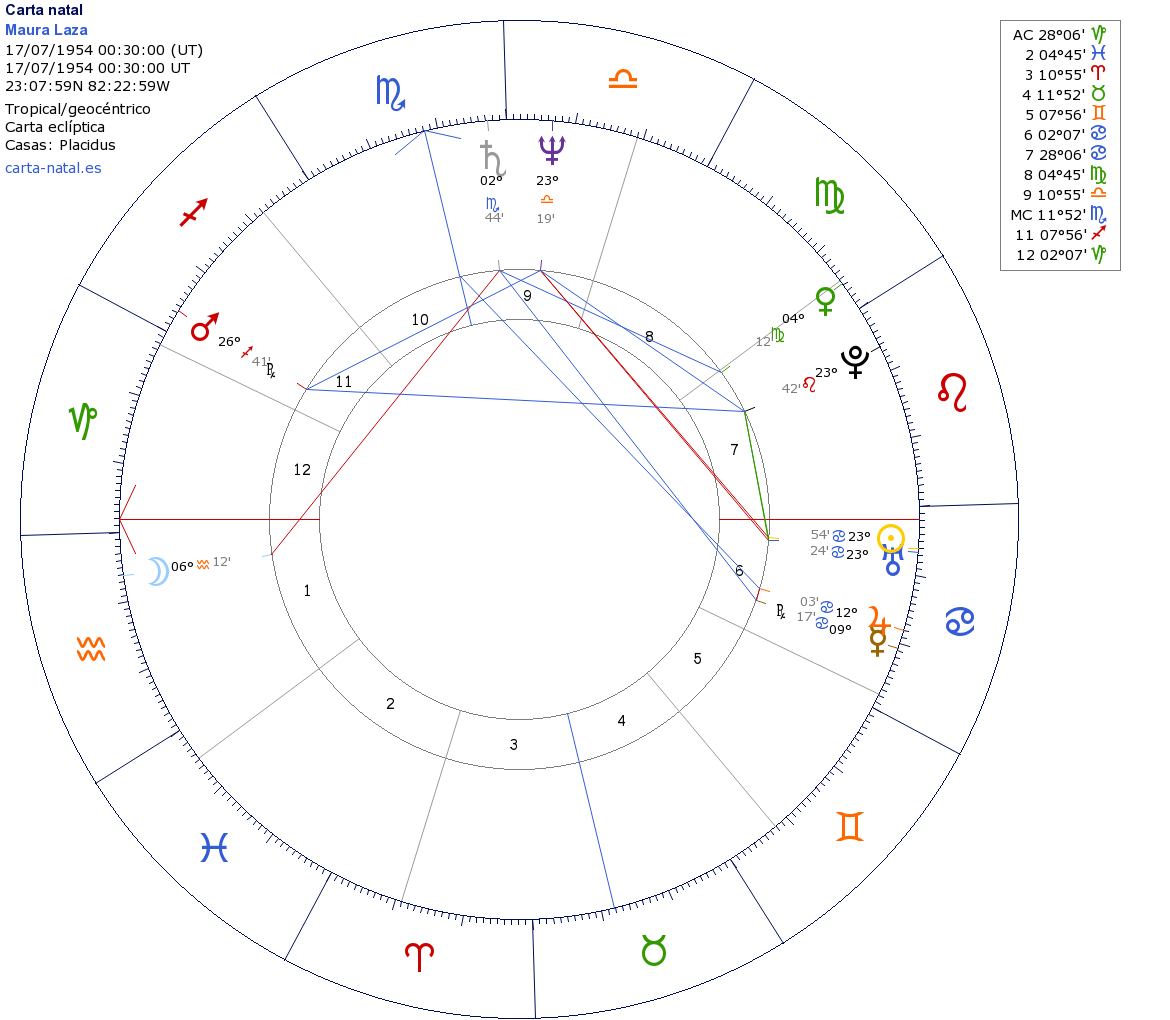 Carta natal
Maura Laza
17/07/1954 00:30:00 (UT)
17/07/1954 00:30:00 UT
23:07:59N 82:22:59W
Tropical/geocéntrico
Carta eclíptica
Casas: Placidus
carta-natal.es
AC 28°06' ♑
2 04°45' ♓
3 10°55' ♈
4 11°52' ♉
5 07°56' ♊
6 02°07' ♋
7 28°06' ♋
8 04°45' ♍
9 10°55' ♎
MC 11°52' ♏
11 07°56' ♐
12 02°07' ♑
♏
♎
♐
♍
♑
♌
♒
♋
♓
♊
♈
♉
♄
02°
♏
44'
♆
23°
♎
19'
♀
04°
♍
12'
♇
23°
♌
42'
♂
26°
♐
41'
℞
☽ 06° ♒ 12'
54' ♋ 23° ☉
24' ♋ 23° ♅
℞
03' ♋ 12° ♃
17' ♋ 09° ☿
9
10
8
11
7
12
6
1
5
2
4
3